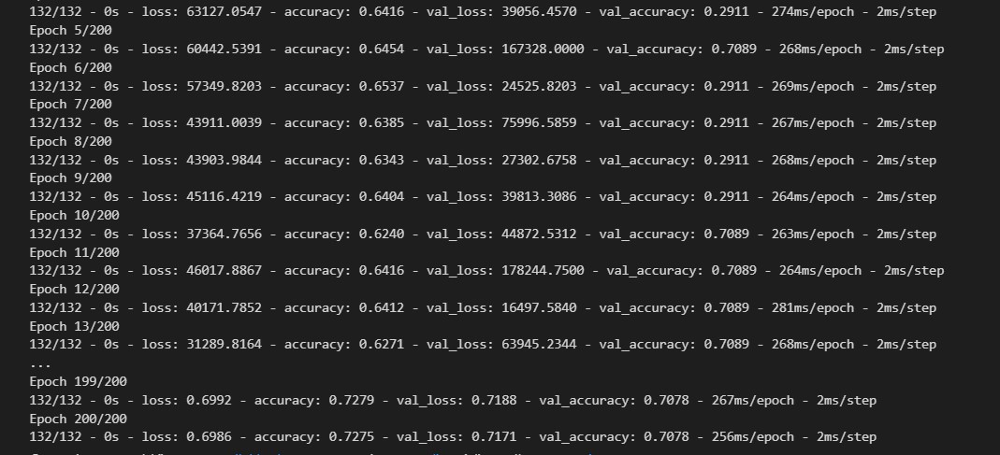 132/132 - 0s - loss: 63127.0547 - accuracy: 0.6416 - val_loss: 39056.4570 - val_accuracy: 0.2911 - 274ms/epoch - 2ms/step
Epoch 5/200
132/132 - 0s - loss: 60442.5391 - accuracy: 0.6454 - val_loss: 167328.0000 - val_accuracy: 0.7089 - 268ms/epoch - 2ms/step
Epoch 6/200
132/132 - 0s - loss: 57349.8203 - accuracy: 0.6537 - val_loss: 24525.8203 - val_accuracy: 0.2911 - 269ms/epoch - 2ms/step
Epoch 7/200
132/132 - 0s - loss: 43911.0039 - accuracy: 0.6385 - val_loss: 75996.5859 - val_accuracy: 0.2911 - 267ms/epoch - 2ms/step
Epoch 8/200
132/132 - 0s - loss: 43903.9844 - accuracy: 0.6343 - val_loss: 27302.6758 - val_accuracy: 0.2911 - 268ms/epoch - 2ms/step
Epoch 9/200
132/132 - 0s - loss: 45116.4219 - accuracy: 0.6404 - val_loss: 39813.3086 - val_accuracy: 0.2911 - 264ms/epoch - 2ms/step
Epoch 10/200
132/132 - 0s - loss: 37364.7656 - accuracy: 0.6240 - val_loss: 44872.5312 - val_accuracy: 0.7089 - 263ms/epoch - 2ms/step
Epoch 11/200
132/132 - 0s - loss: 46017.8867 - accuracy: 0.6416 - val_loss: 178244.7500 - val_accuracy: 0.7089 - 264ms/epoch - 2ms/step
Epoch 12/200
132/132 - 0s - loss: 40171.7852 - accuracy: 0.6412 - val_loss: 16497.5840 - val_accuracy: 0.7089 - 281ms/epoch - 2ms/step
Epoch 13/200
132/132 - 0s - loss: 31289.8164 - accuracy: 0.6271 - val_loss: 63945.2344 - val_accuracy: 0.7089 - 268ms/epoch - 2ms/step
...
Epoch 199/200
132/132 - 0s - loss: 0.6992 - accuracy: 0.7279 - val_loss: 0.7188 - val_accuracy: 0.7078 - 267ms/epoch - 2ms/step
Epoch 200/200
132/132 - 0s - loss: 0.6986 - accuracy: 0.7275 - val_loss: 0.7171 - val_accuracy: 0.7078 - 256ms/epoch - 2ms/step